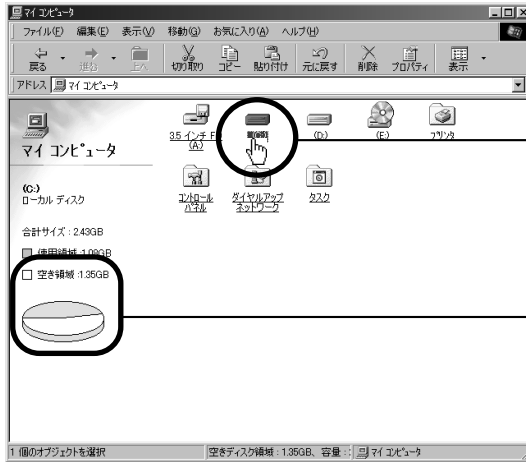 マイ コンピュータ
ファイル(F) 編集(E) 表示(V) 移動(G) お気に入り(A) ヘルプ(H)
戻る 進む 上へ 切り取り コピー 貼り付け 元に戻す 削除 プロパティ 表示
アドレス マイ コンピュータ
マイ コンピュータ
3.5 インチ F
(A:)
(D:)
(E:)
プリンタ
コントロール
パネル
ダイヤルアップ
ネットワーク
タスク
(C:)
ローカル ディスク
合計サイズ : 2.43GB
使用領域 :1.08GB
空き領域 :1.35GB
1 個のオブジェクトを選択
空きディスク領域 : 1.35GB、容量 :
マイ コンピュータ